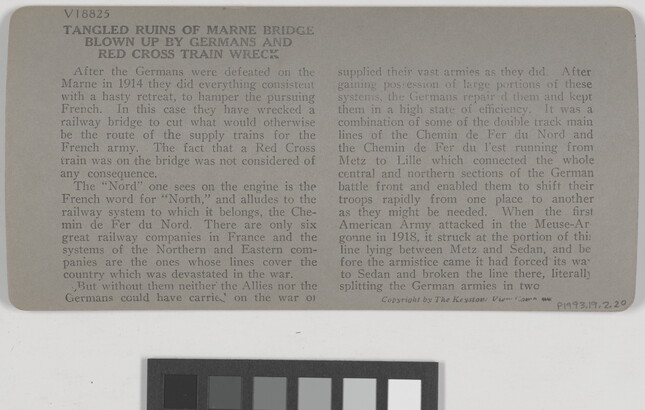 V18825
TANGLED RUINS OF MARNE BRIDGE
BLOWN UP BY GERMANS AND
RED CROSS TRAIN WRECK
After the Germans were defeated on the
Marne in 1914 they did everything consistent
with a hasty retreat, to hamper the pursuing
French. In this case they have wrecked a
railway bridge to cut what would otherwise
be the route of the supply trains for the
French army. The fact that a Red Cross
train was on the bridge was not considered of
any consequence.
The "Nord" one sees on the engine is the
French word for "North," and alludes to the
railway system to which it belongs, the Che-
min de Fer du Nord. There are only six
great railway companies in France and the
systems of the Northern and Eastern com-
panies are the ones whose lines cover the
country which was devastated in the war.
But without them neither the Allies nor the
Germans could have carried on the war or
supplied their vast armies as they did. After
gaining possession of large portions of these
systems, the Germans repair d them and kept
them in a high state of efficiency. It was a
combination of some of the double track main
lines of the Chemin de Fer du Nord and
the Chemin de Fer du l'est running from
Metz to Lille which connected the whole
central and northern sections of the German
battle front and enabled them to shift their
troops rapidly from one place to another
as they might be needed. When the first
American Army attacked in the Meuse-Ar-
goune in 1918, it struck at the portion of this
line lying between Metz and Sedan, and be
fore the armistice came it had forced its way
to Sedan and broken the line there, literally
splitting the German armies in two
Copyright by The Keystone View
P1993.19.2.20